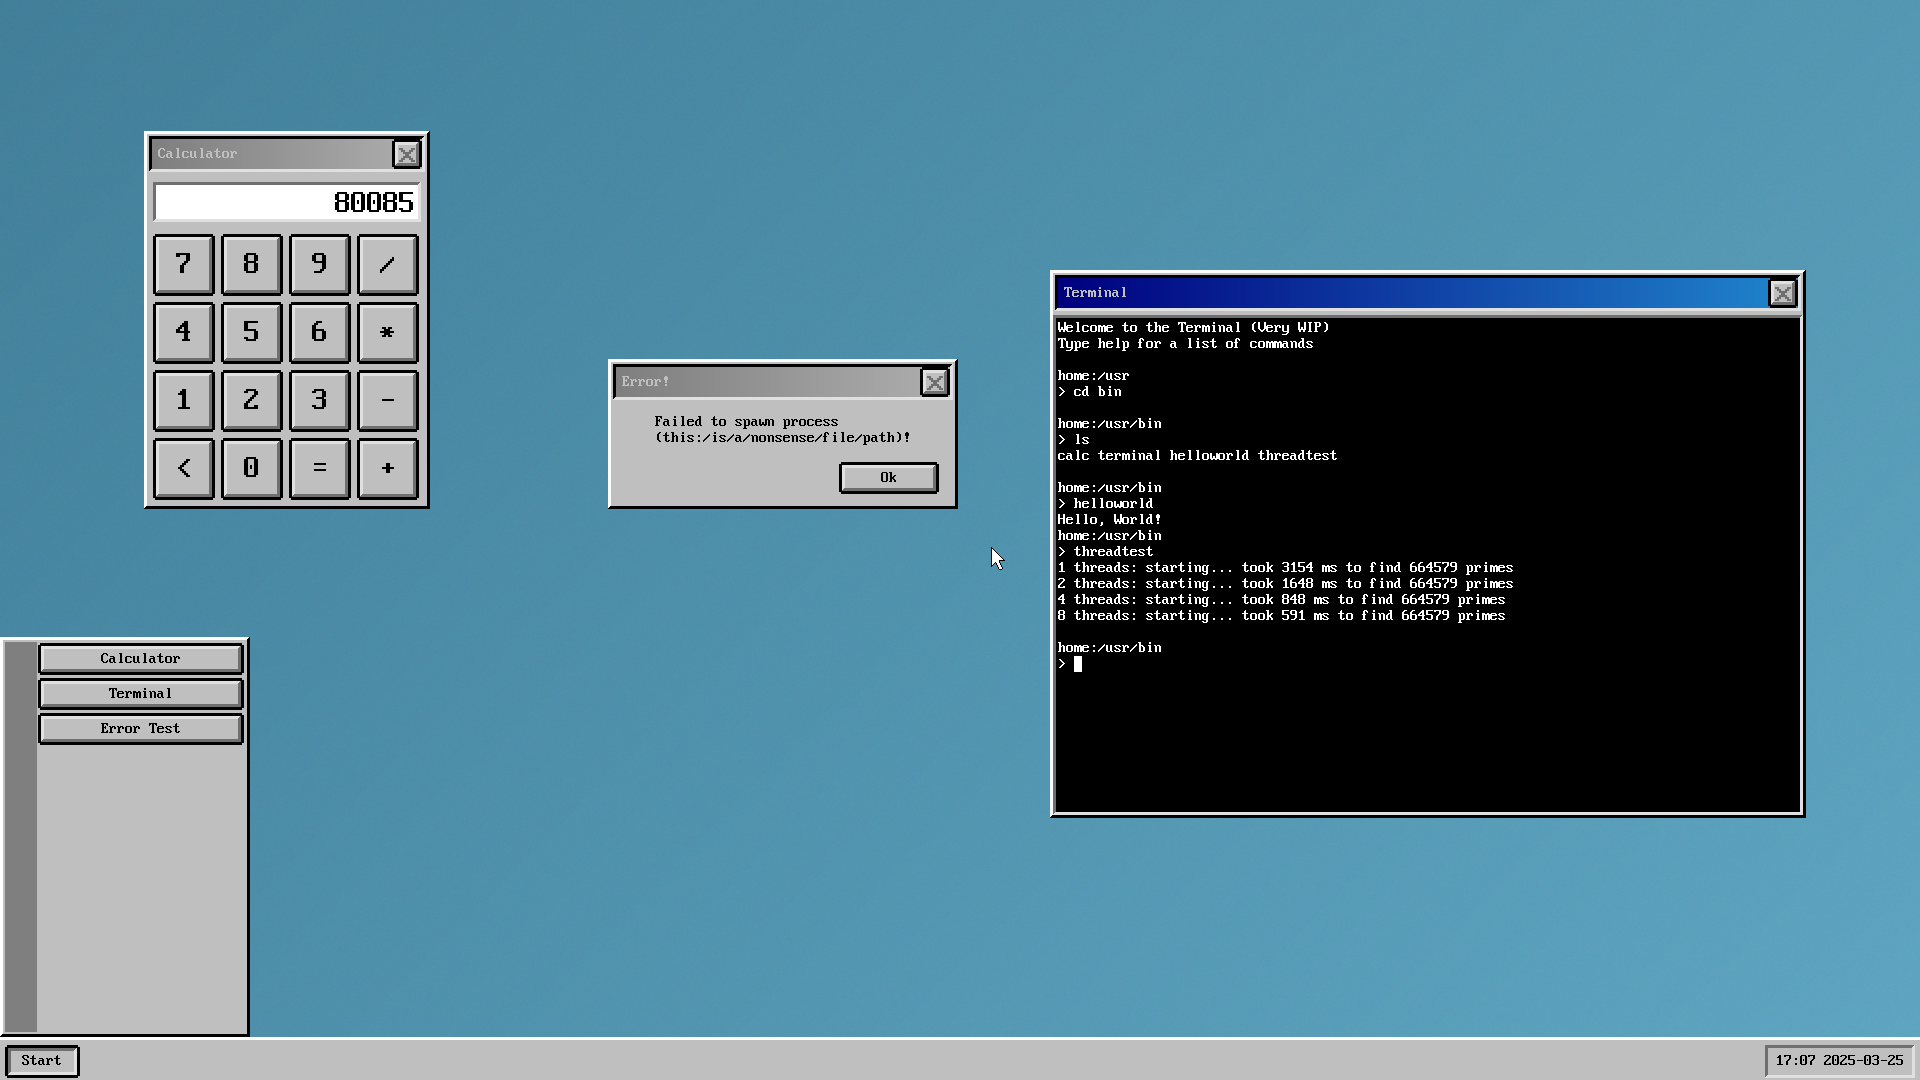 Calculator
80085
7 8 9 /
4 5 6 *
1 2 3 -
< 0 = +
Error!
Failed to spawn process
(this:/is/a/nonsense/file/path)!
Ok
Terminal
Welcome to the Terminal (Very WIP)
Type help for a list of commands
home:/usr
> cd bin
home:/usr/bin
> ls
calc terminal helloworld threadtest
home:/usr/bin
> helloworld
Hello, World!
home:/usr/bin
> threadtest
1 threads: starting... took 3154 ms to find 664579 primes
2 threads: starting... took 1648 ms to find 664579 primes
4 threads: starting... took 848 ms to find 664579 primes
8 threads: starting... took 591 ms to find 664579 primes
home:/usr/bin
>
Calculator
Terminal
Error Test
Start
17:07 2025-03-25